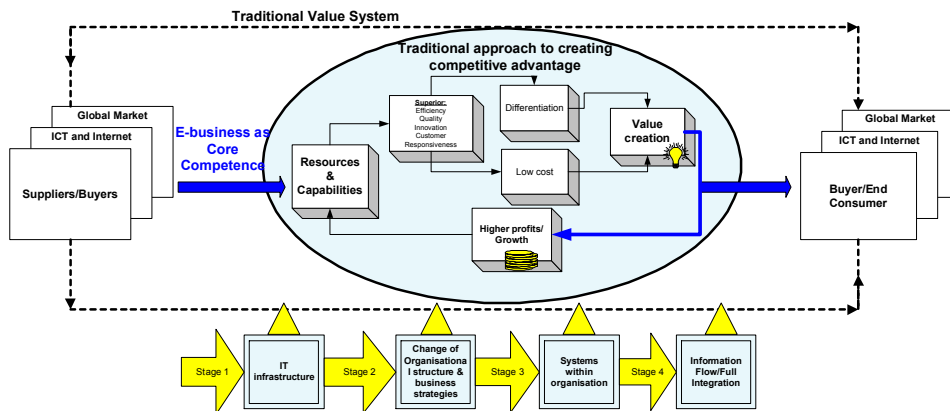 Traditional Value System
Traditional approach to creating
competitive advantage
Global Market
ICT and Internet
Suppliers/Buyers
E-business as
Core
Competence
Resources
&
Capabilities
Superior:
Efficiency
Quality
Innovation
Customer
Responsiveness
Differentiation
Low cost
Value
creation
Higher profits/
Growth
Global Market
ICT and Internet
Buyer/End
Consumer
Stage 1
IT
infrastructure
Stage 2
Change of
Organisationa
l structure &
business
strategies
Stage 3
Systems
within
organisation
Stage 4
Information
Flow/Full
Integration